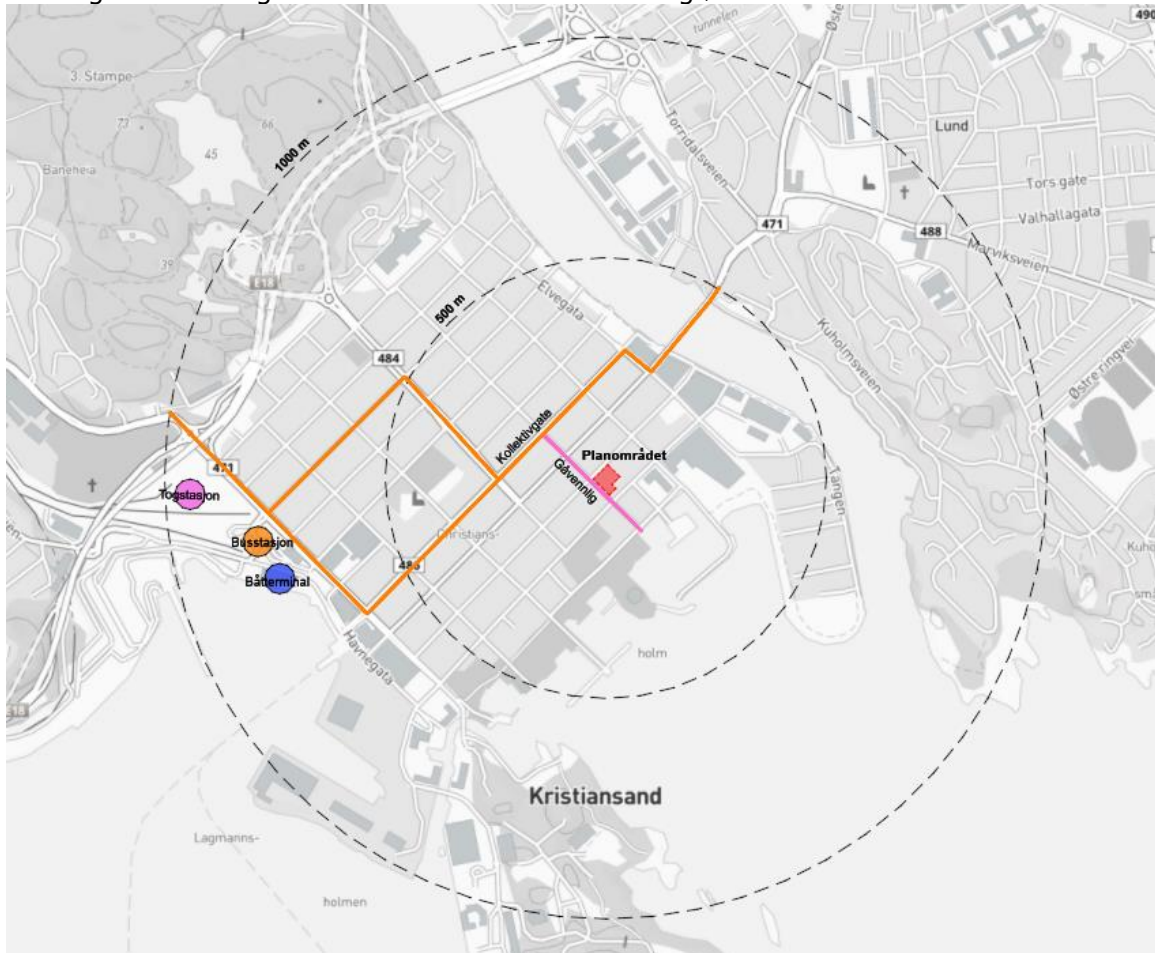 3. Stampe
73
66
45
Baneheia
39
1000 m
E18
500 m
Elvegata
484
tunnelen
490
Torridalsveien
Lund
Tors gate
Valhallagata
471
488
Marviksveien
Kuholmsveien
Østre ringvei
Kollektivgate
Planområdet
Gåvennlig
Tangen
471
Togstasjon
Busstasjon
Båtterminal
Christians-
holm
Havnegata
E18
Kristiansand
Lagmanns-
holmen